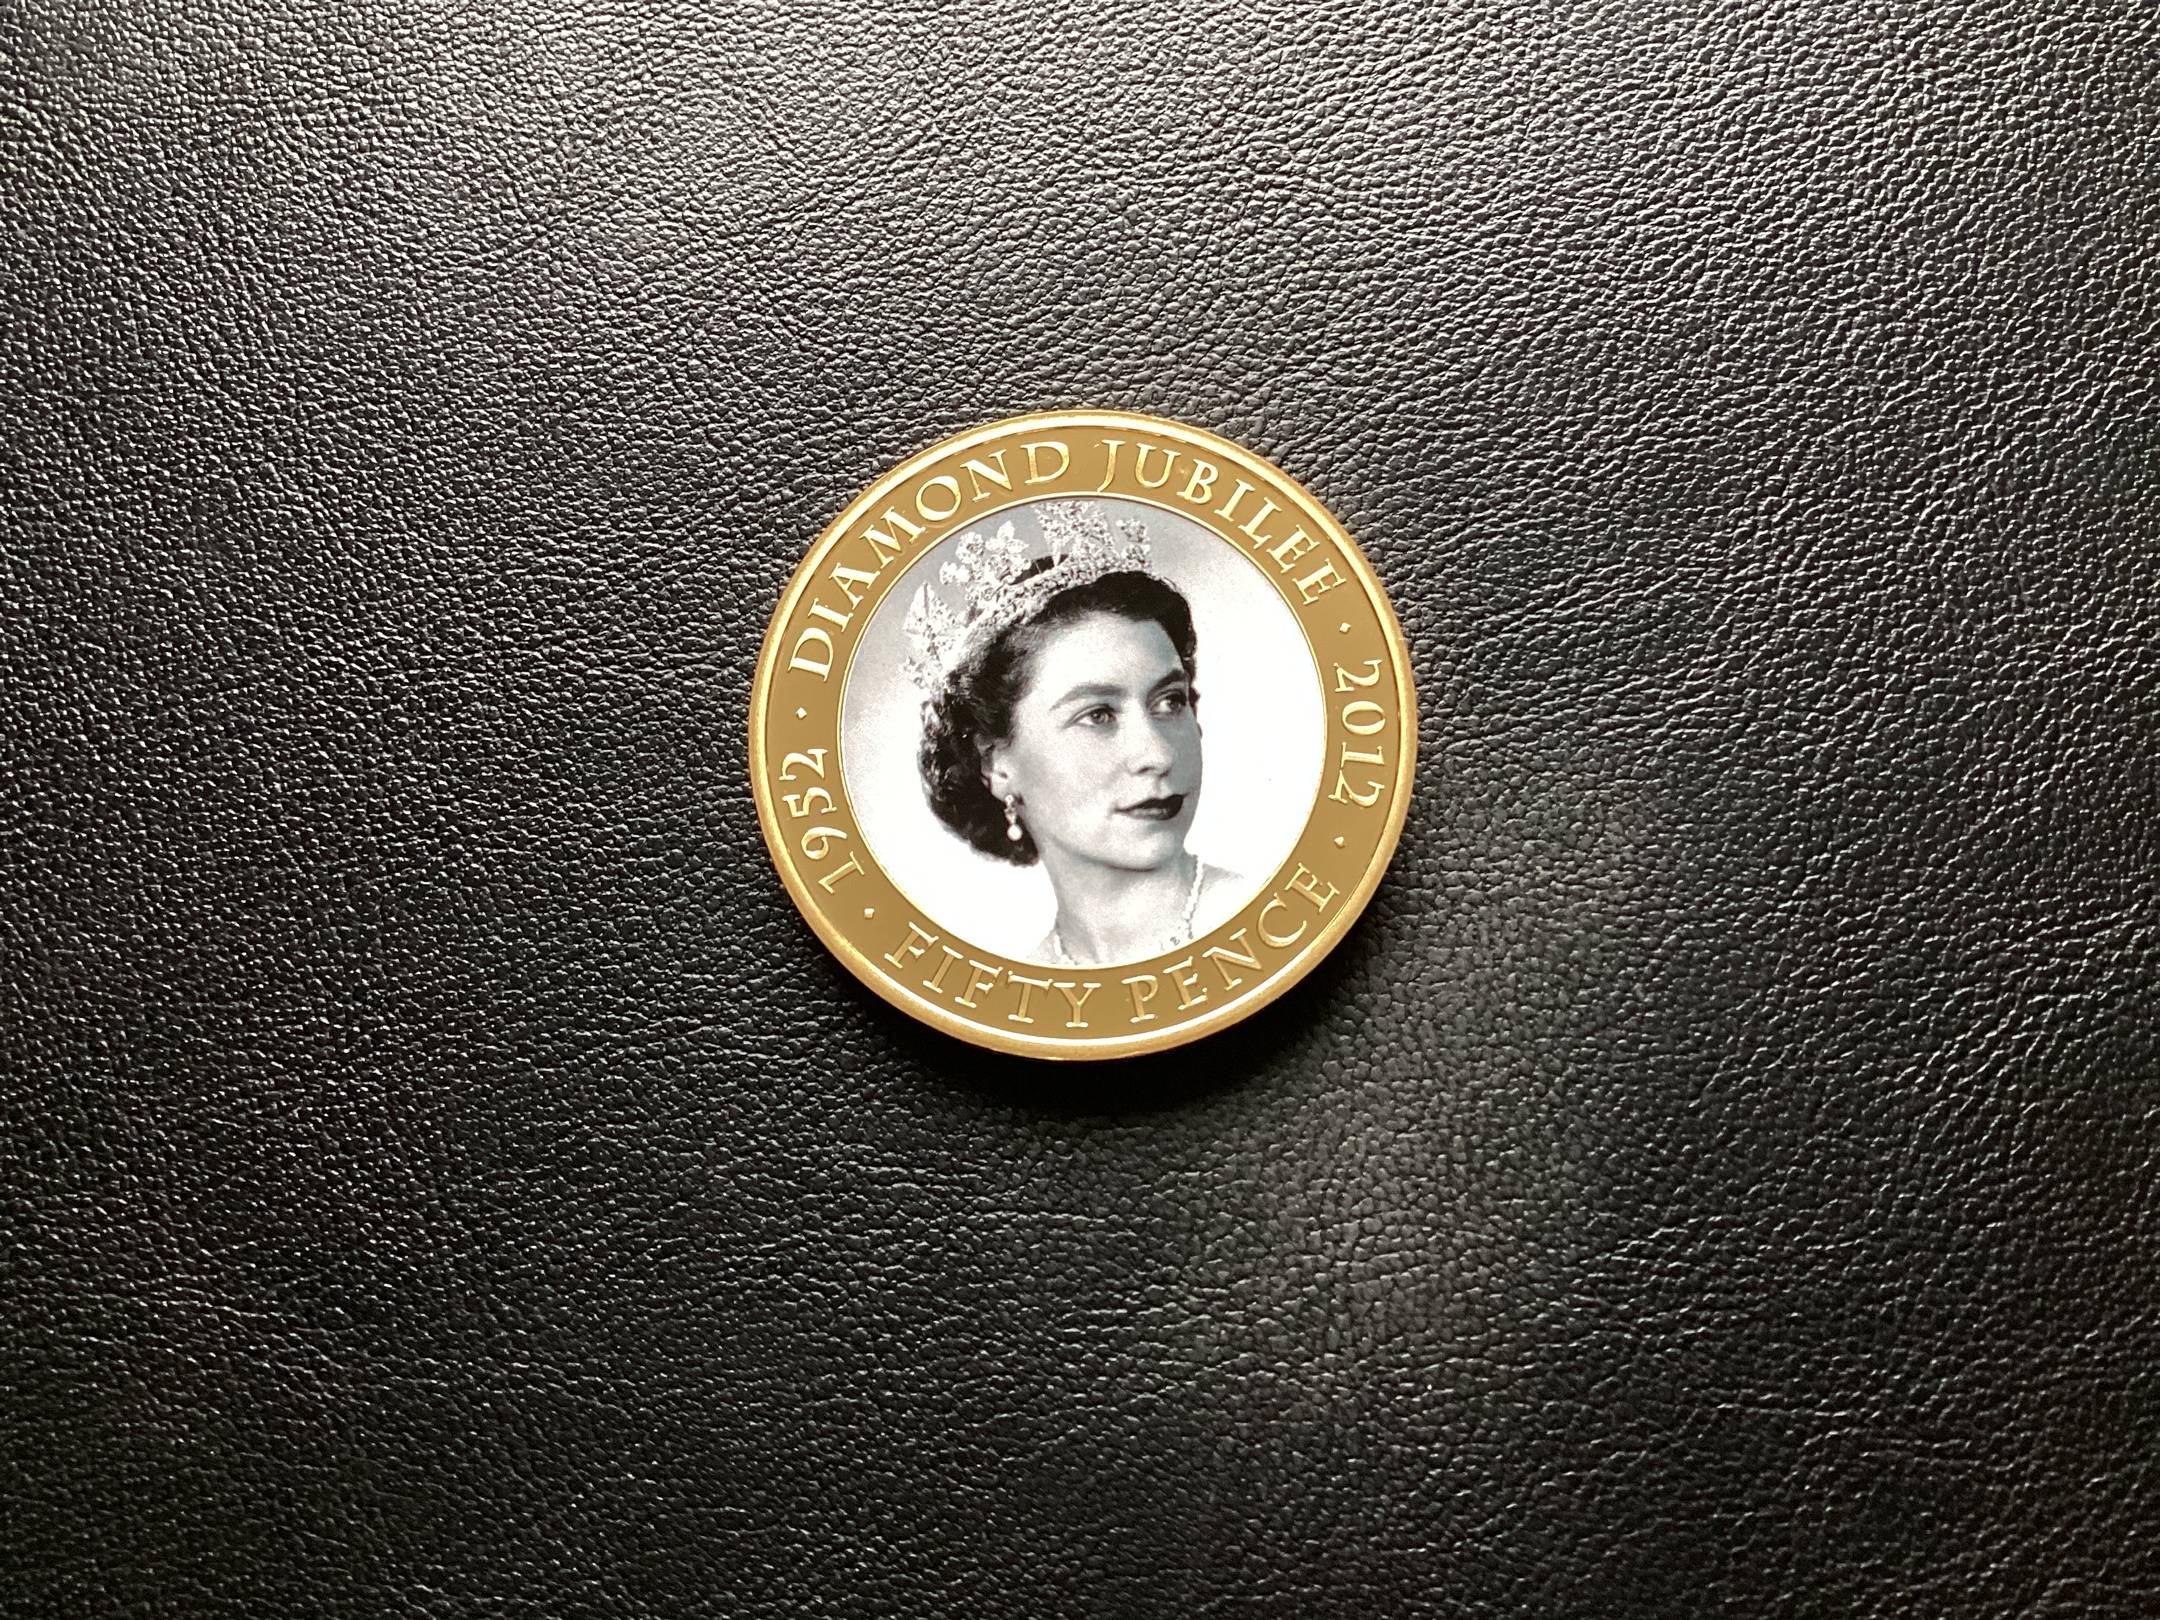 1952 · DIAMOND JUBILEE · 2012 ·
FIFTY PENCE ·